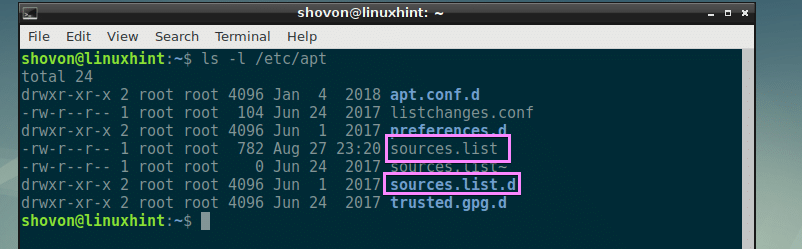 shovon@linuxhint: ~
File Edit View Search Terminal Help
shovon@linuxhint:~$ ls -l /etc/apt
total 24
drwxr-xr-x 2 root root 4096 Jan  4  2018 apt.conf.d
-rw-r--r-- 1 root root  104 Jun 24  2017 listchanges.conf
drwxr-xr-x 2 root root 4096 Jun  1  2017 preferences.d
-rw-r--r-- 1 root root  782 Aug 27 23:20 sources.list
-rw-r--r-- 1 root root    0 Jun 24  2017 sources.list~
drwxr-xr-x 2 root root 4096 Jun  1  2017 sources.list.d
drwxr-xr-x 2 root root 4096 Jun 24  2017 trusted.gpg.d
shovon@linuxhint:~$